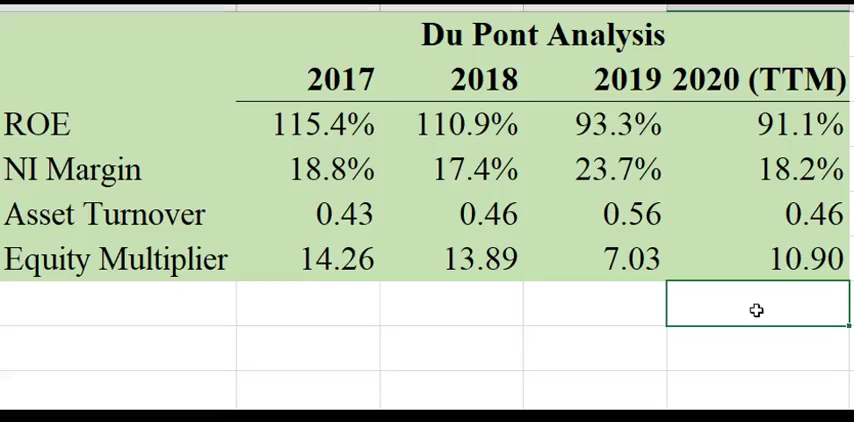 Du Pont Analysis
2017 2018 2019 2020 (TTM)
ROE 115.4% 110.9% 93.3% 91.1%
NI Margin 18.8% 17.4% 23.7% 18.2%
Asset Turnover 0.43 0.46 0.56 0.46
Equity Multiplier 14.26 13.89 7.03 10.90